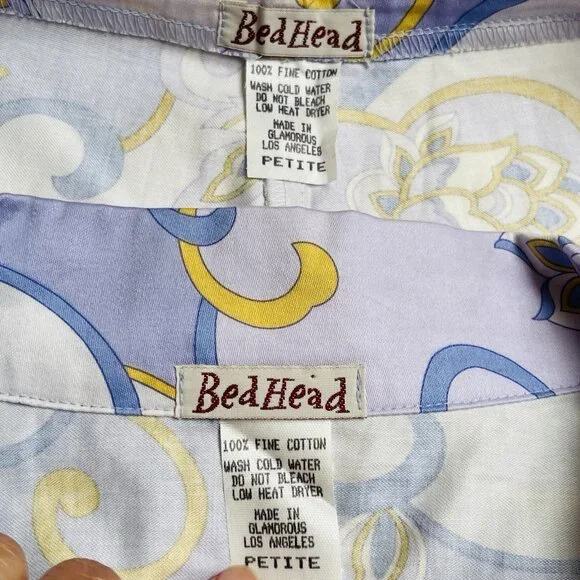 BedHead
100% FINE COTTON
WASH COLD WATER
DO NOT BLEACH
LOW HEAT DRYER
MADE IN
GLAMOROUS
LOS ANGELES
PETITE
BedHead
100% FINE COTTON
WASH COLD WATER
DO NOT BLEACH
LOW HEAT DRYER
MADE IN
GLAMOROUS
LOS ANGELES
PETITE